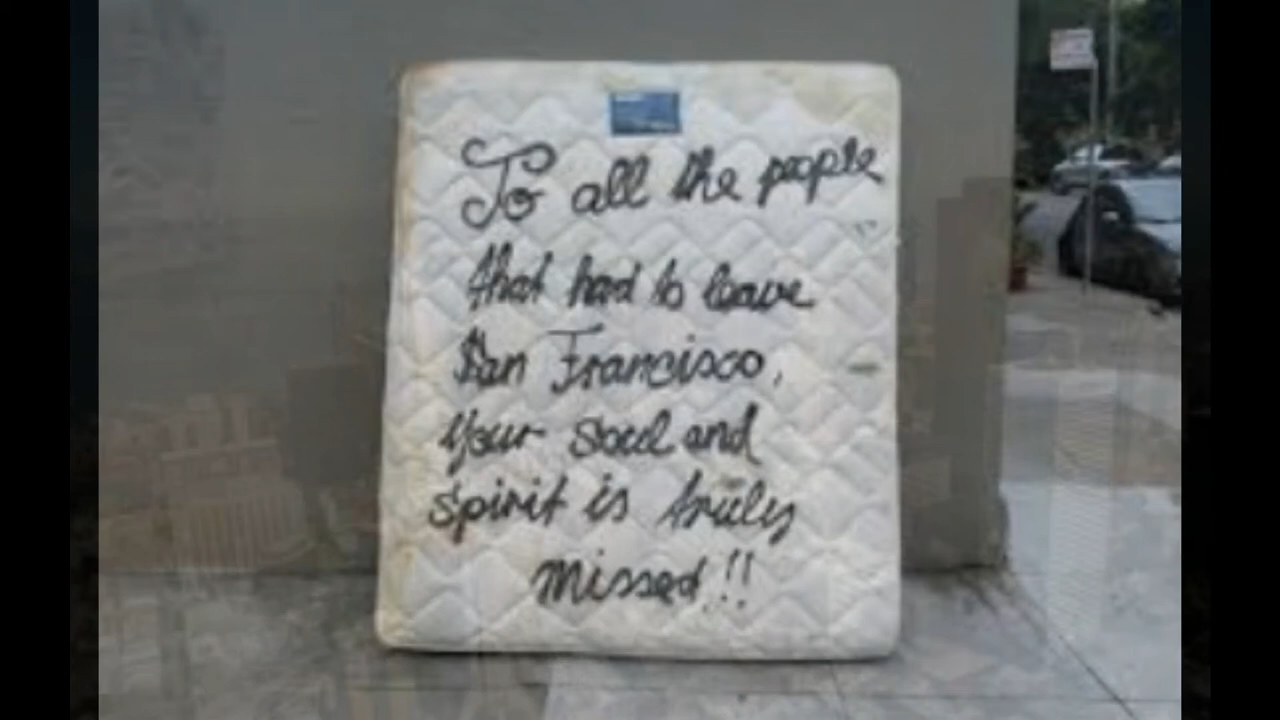 To all the people
that had to leave
San Francisco,
your soul and
spirit is truly
missed!!